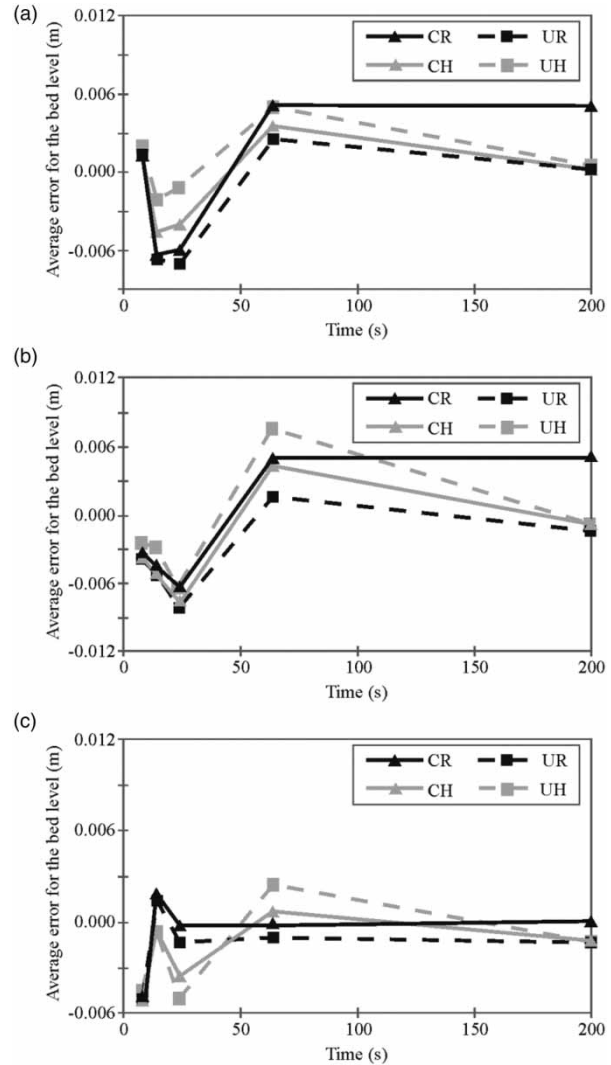 (a)
0.012
0.006
0.000
-0.006
0
50
100
150
200
Average error for the bed level (m)
Time (s)
CR
UR
CH
UH
(b)
0.012
0.006
0.000
-0.006
-0.012
0
50
100
150
200
Average error for the bed level (m)
Time (s)
CR
UR
CH
UH
(c)
0.012
0.006
0.000
-0.006
0
50
100
150
200
Average error for the bed level (m)
Time (s)
CR
UR
CH
UH